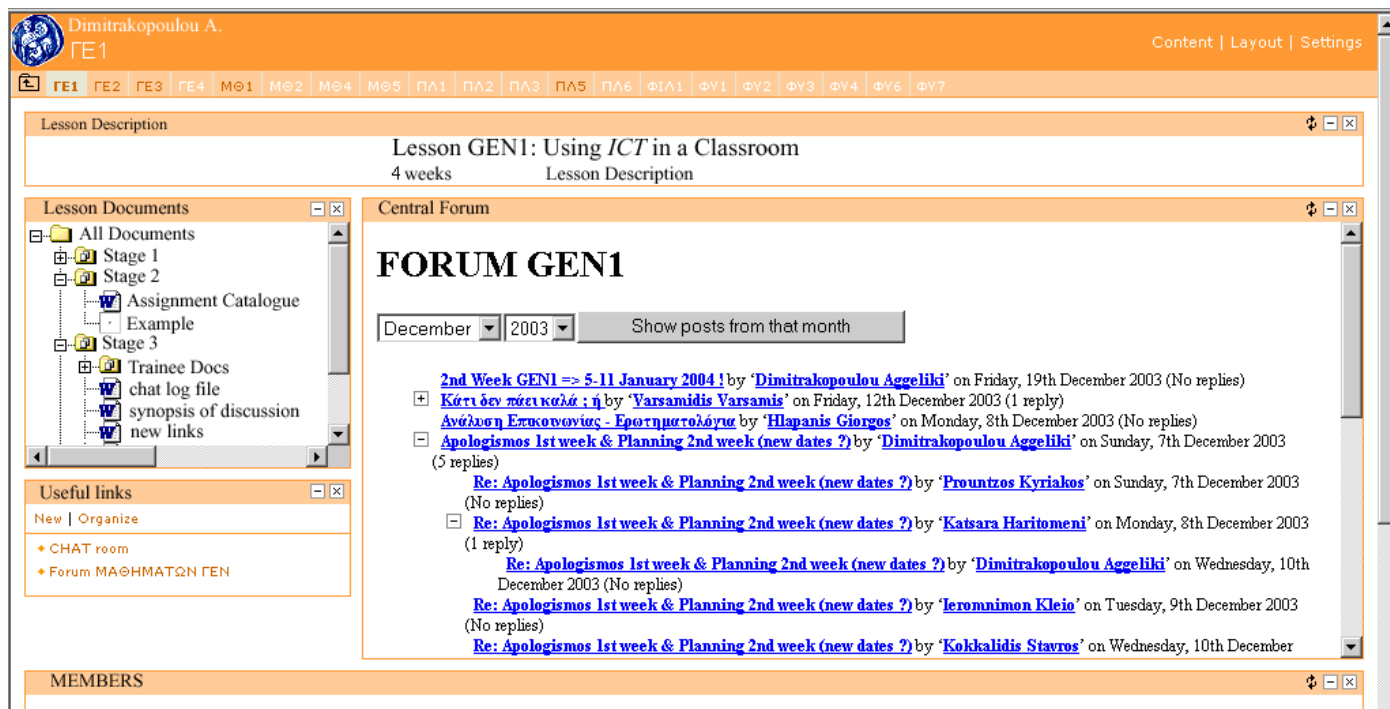 Dimitrakopoulou A.
ΓΕ1
Content | Layout | Settings
ΓΕ1 ΓΕ2 ΓΕ3 ΓΕ4 ΜΘ1 ΜΘ2 ΜΘ4 ΜΘ5 ΠΛ1 ΠΛ2 ΠΛ3 ΠΛ5 ΠΛ6 ΦΙΛ1 ΦΥ1 ΦΥ2 ΦΥ3 ΦΥ4 ΦΥ6 ΦΥ7
Lesson Description
Lesson GEN1: Using ICT in a Classroom
4 weeks Lesson Description
Lesson Documents
All Documents
Stage 1
Stage 2
Assignment Catalogue
Example
Stage 3
Trainee Docs
chat log file
synopsis of discussion
new links
Useful links
New | Organize
CHAT room
Forum ΜΑΘΗΜΑΤΩΝ ΓΕΝ
Central Forum
FORUM GEN1
December 2003 Show posts from that month
2nd Week GEN1 => 5-11 January 2004 ! by ‘Dimitrakopoulou Aggeliki’ on Friday, 19th December 2003 (No replies)
Κάτι δεν πάει καλά ; ή by ‘Varsamidis Varsamis’ on Friday, 12th December 2003 (1 reply)
Ανάλυση Επικοινωνίας - Ερωτηματολόγια by ‘Hlapanis Giorgos’ on Monday, 8th December 2003 (No replies)
Apologismos 1st week & Planning 2nd week (new dates ?) by ‘Dimitrakopoulou Aggeliki’ on Sunday, 7th December 2003
(5 replies)
Re: Apologismos 1st week & Planning 2nd week (new dates ?) by ‘Prountzos Kyriakos’ on Sunday, 7th December 2003
(No replies)
Re: Apologismos 1st week & Planning 2nd week (new dates ?) by ‘Katsara Haritomeni’ on Monday, 8th December 2003
(1 reply)
Re: Apologismos 1st week & Planning 2nd week (new dates ?) by ‘Dimitrakopoulou Aggeliki’ on Wednesday, 10th
December 2003 (No replies)
Re: Apologismos 1st week & Planning 2nd week (new dates ?) by ‘Ieromnimon Kleio’ on Tuesday, 9th December 2003
(No replies)
Re: Apologismos 1st week & Planning 2nd week (new dates ?) by ‘Kokkalidis Stavros’ on Wednesday, 10th December
MEMBERS